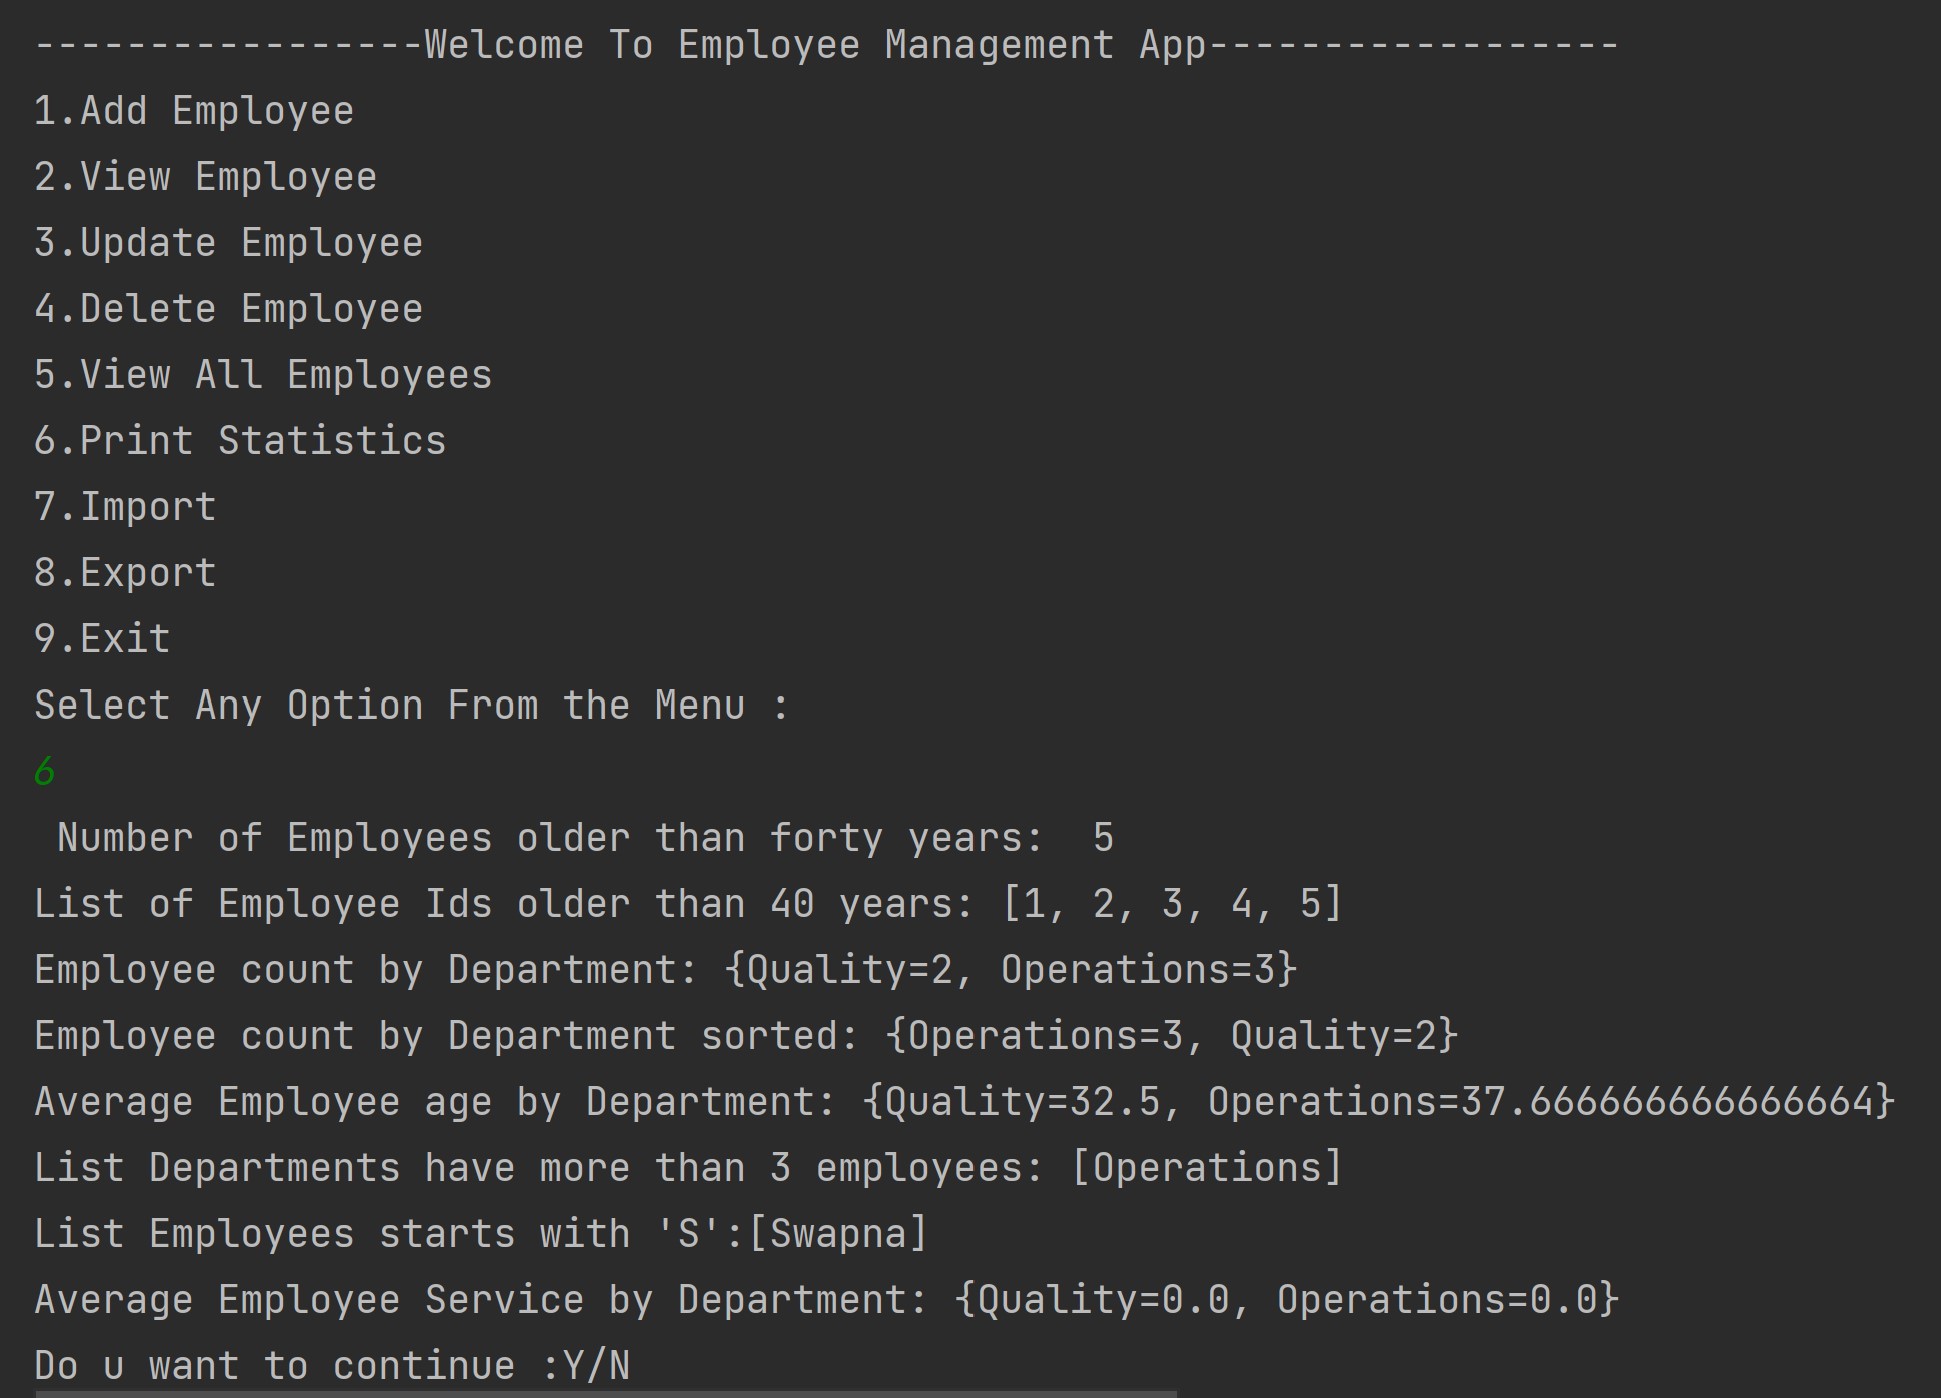 -----------------Welcome To Employee Management App------------------
1.Add Employee
2.View Employee
3.Update Employee
4.Delete Employee
5.View All Employees
6.Print Statistics
7.Import
8.Export
9.Exit
Select Any Option From the Menu :
6
 Number of Employees older than forty years:  5
List of Employee Ids older than 40 years: [1, 2, 3, 4, 5]
Employee count by Department: {Quality=2, Operations=3}
Employee count by Department sorted: {Operations=3, Quality=2}
Average Employee age by Department: {Quality=32.5, Operations=37.666666666666664}
List Departments have more than 3 employees: [Operations]
List Employees starts with 'S':[Swapna]
Average Employee Service by Department: {Quality=0.0, Operations=0.0}
Do u want to continue :Y/N